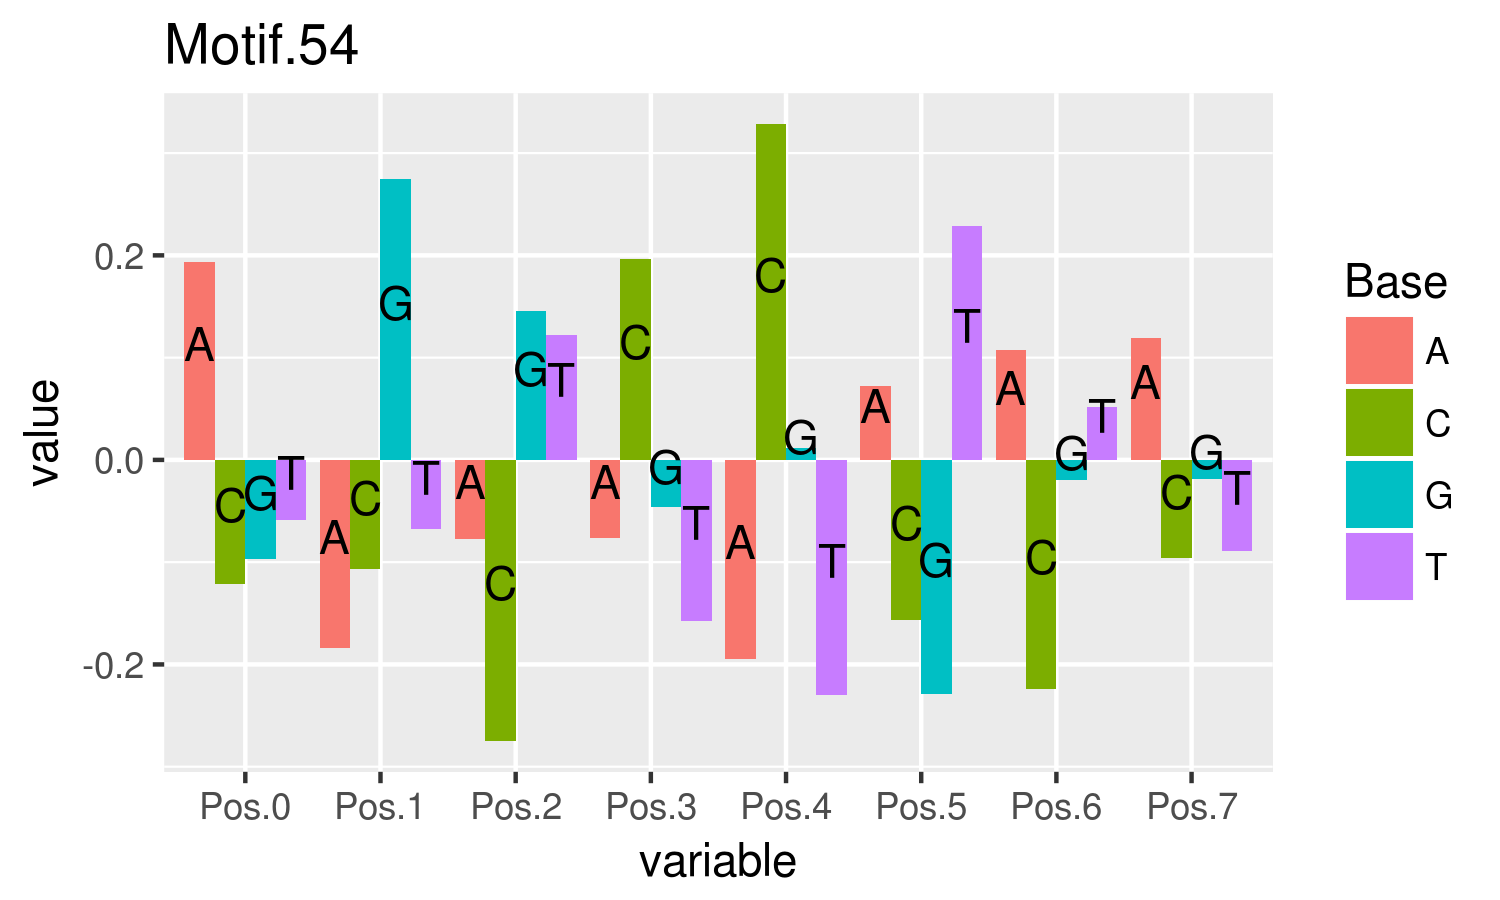 Motif.54
value
0.2
0.0
-0.2
A C G T
A C G T
A C G T
A C G T
A C G T
A C G T
A C G T
A C G T
Pos.0 Pos.1 Pos.2 Pos.3 Pos.4 Pos.5 Pos.6 Pos.7
variable
Base
A
C
G
T